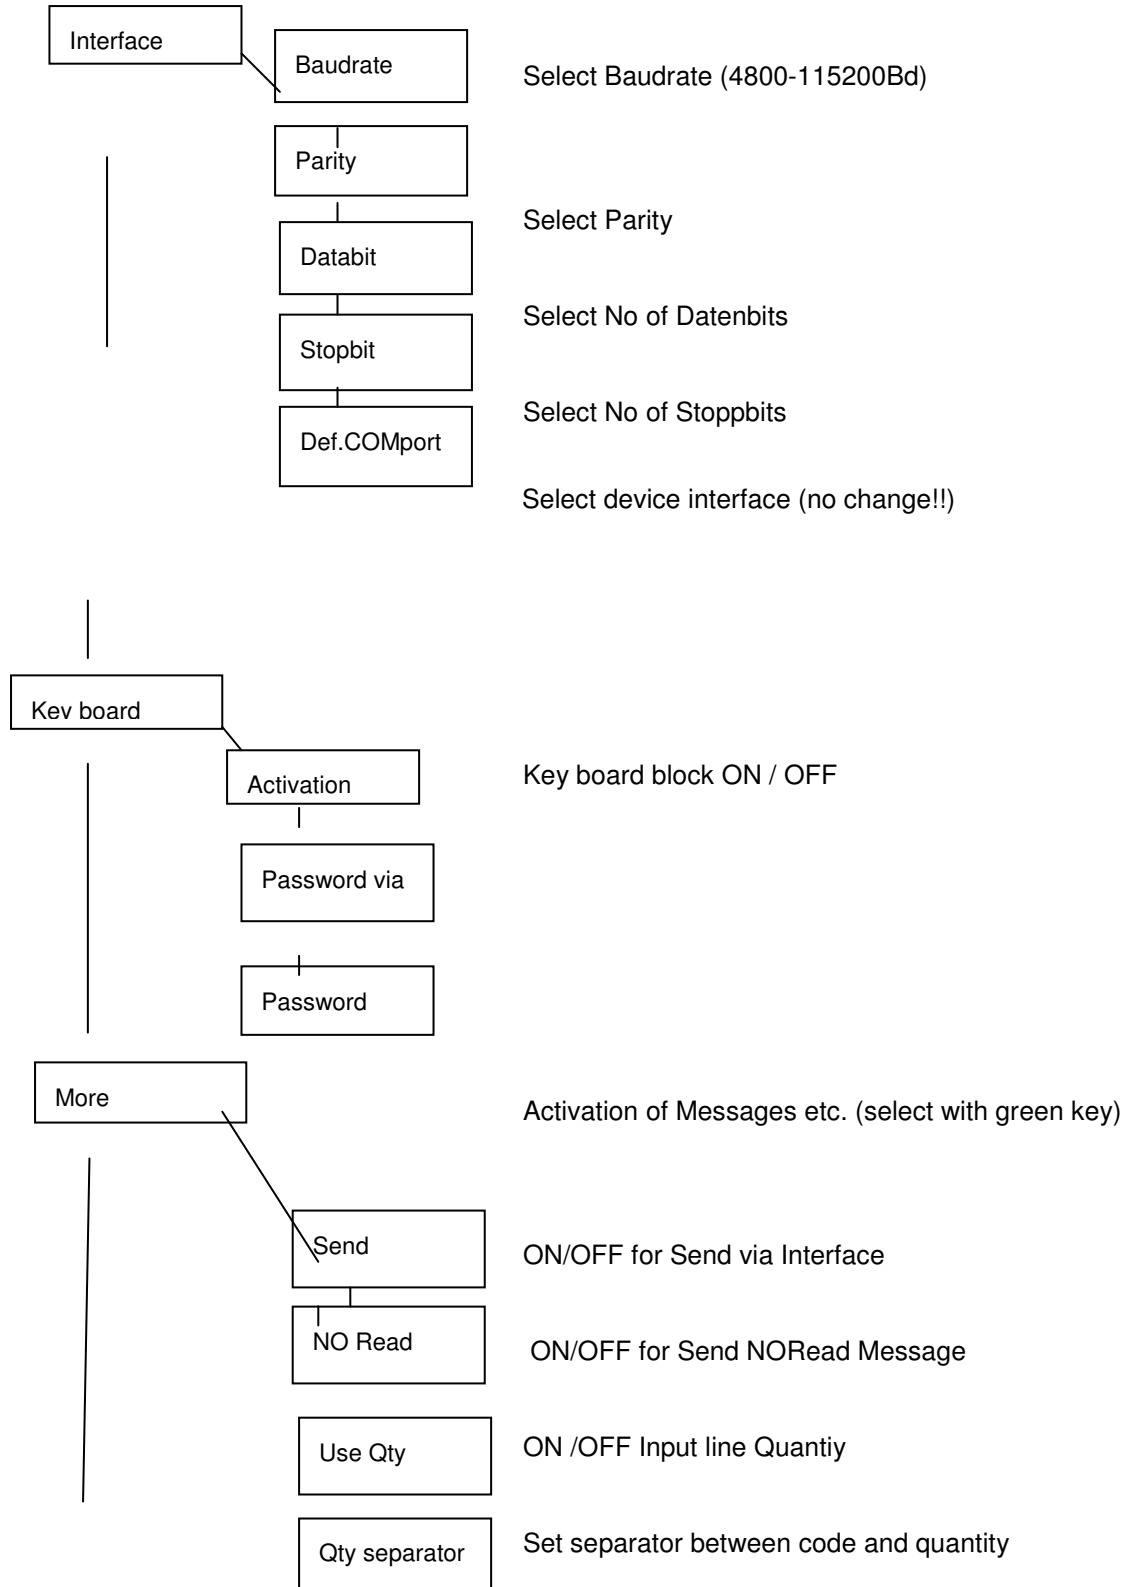 Interface
Baudrate
Select Baudrate (4800-115200Bd)
Parity
Select Parity
Databit
Select No of Datenbits
Stopbit
Select No of Stoppbits
Def.COMport
Select device interface (no change!!)
Key board
Activation
Key board block ON / OFF
Password via
Password
More
Activation of Messages etc. (select with green key)
Send
ON/OFF for Send via Interface
NO Read
ON/OFF for Send NORead Message
Use Qty
ON /OFF Input line Quantiy
Qty separator
Set separator between code and quantity